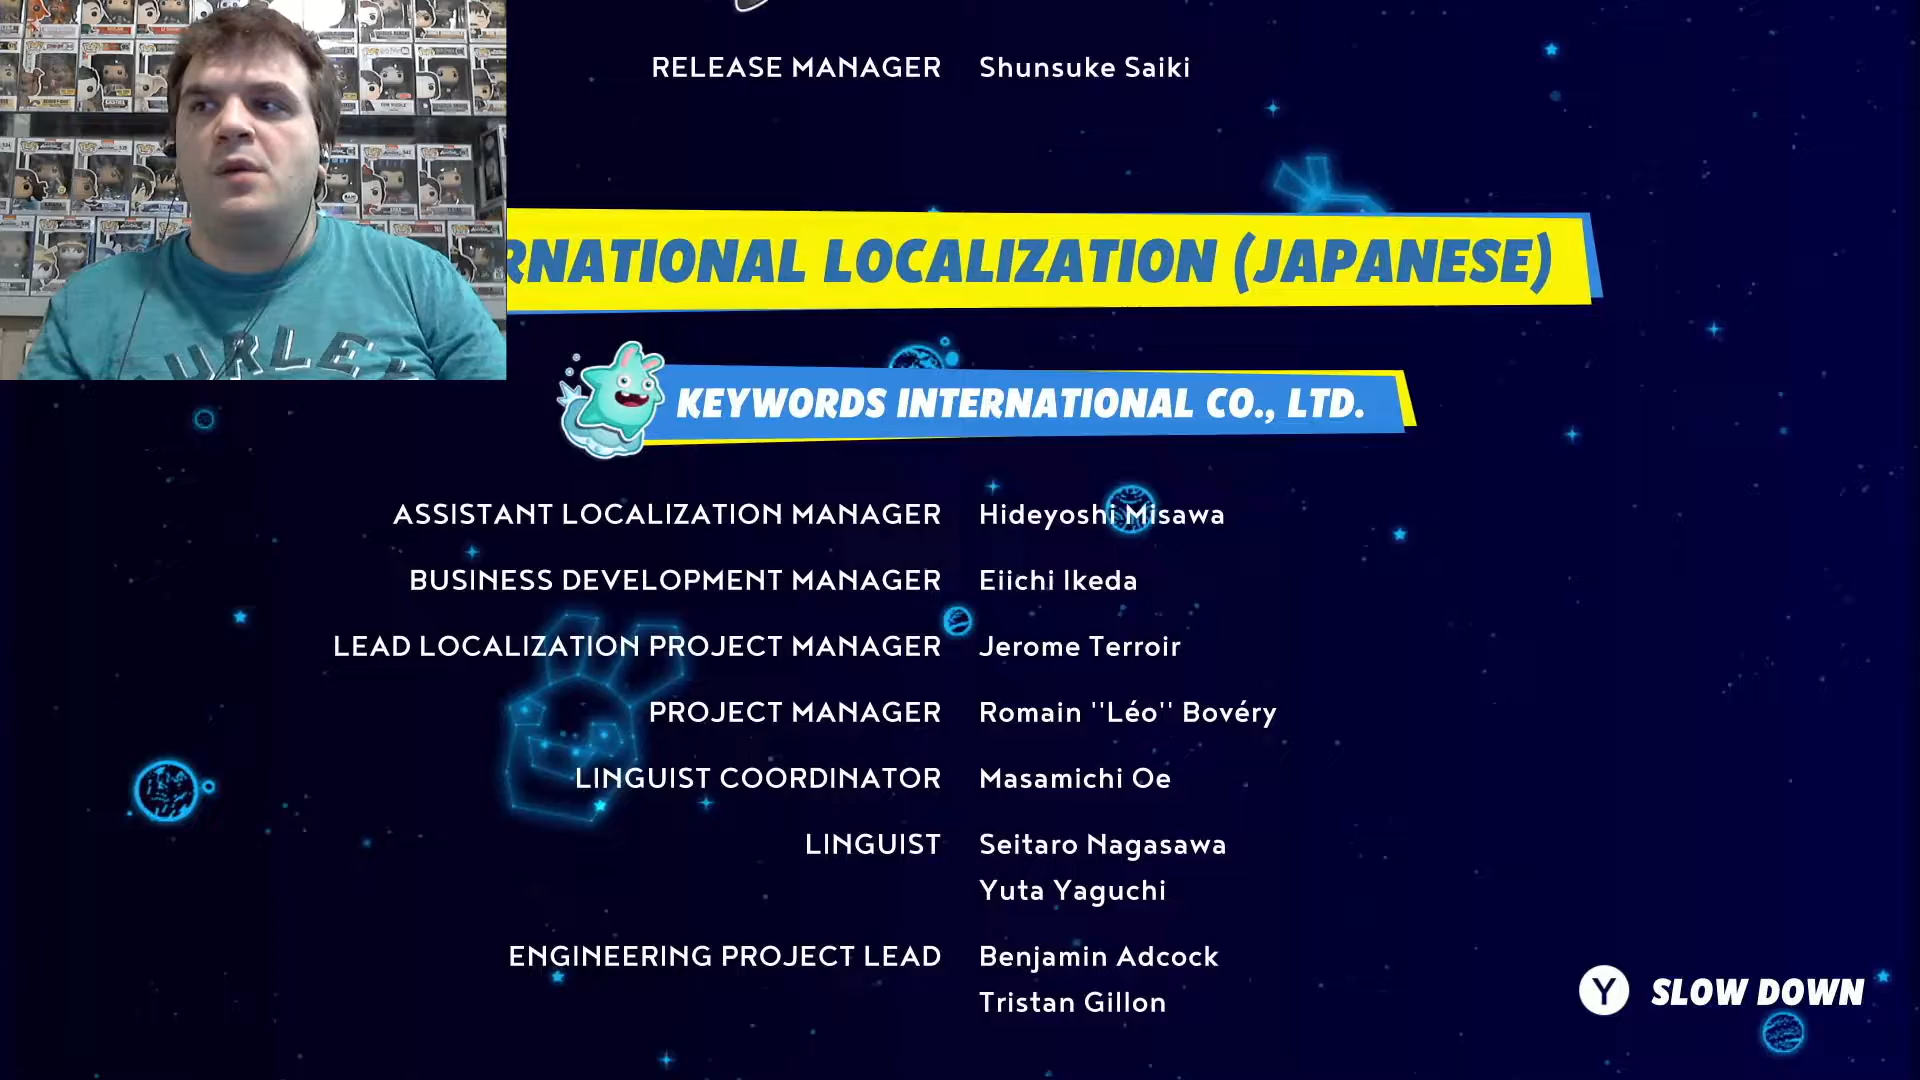 RELEASE MANAGER Shunsuke Saiki
RNATIONAL LOCALIZATION (JAPANESE)
KEYWORDS INTERNATIONAL CO., LTD.
ASSISTANT LOCALIZATION MANAGER Hideyoshi Misawa
BUSINESS DEVELOPMENT MANAGER Eiichi Ikeda
LEAD LOCALIZATION PROJECT MANAGER Jerome Terroir
PROJECT MANAGER Romain ''Léo'' Bovéry
LINGUIST COORDINATOR Masamichi Oe
LINGUIST Seitaro Nagasawa
Yuta Yaguchi
ENGINEERING PROJECT LEAD Benjamin Adcock
Tristan Gillon
Y SLOW DOWN